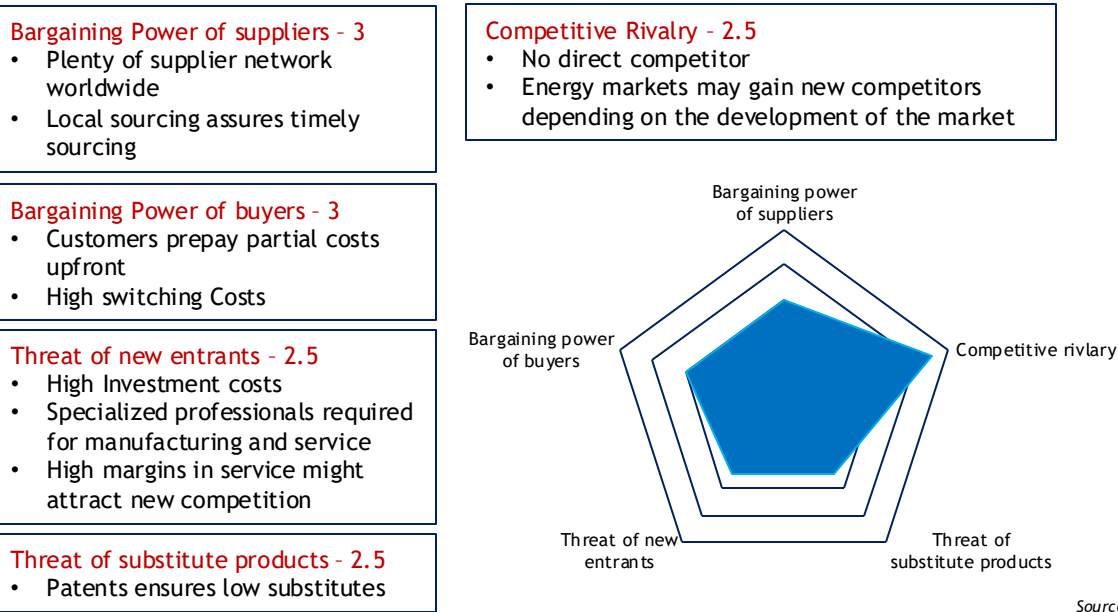 Bargaining Power of suppliers – 3
• Plenty of supplier network
worldwide
• Local sourcing assures timely
sourcing
Bargaining Power of buyers – 3
• Customers prepay partial costs
upfront
• High switching Costs
Threat of new entrants – 2.5
• High Investment costs
• Specialized professionals required
for manufacturing and service
• High margins in service might
attract new competition
Threat of substitute products – 2.5
• Patents ensures low substitutes
Competitive Rivalry – 2.5
• No direct competitor
• Energy markets may gain new competitors
depending on the development of the market
Bargaining power
of suppliers
Bargaining power
of buyers
Competitive rivlary
Threat of new
entrants
Threat of
substitute products